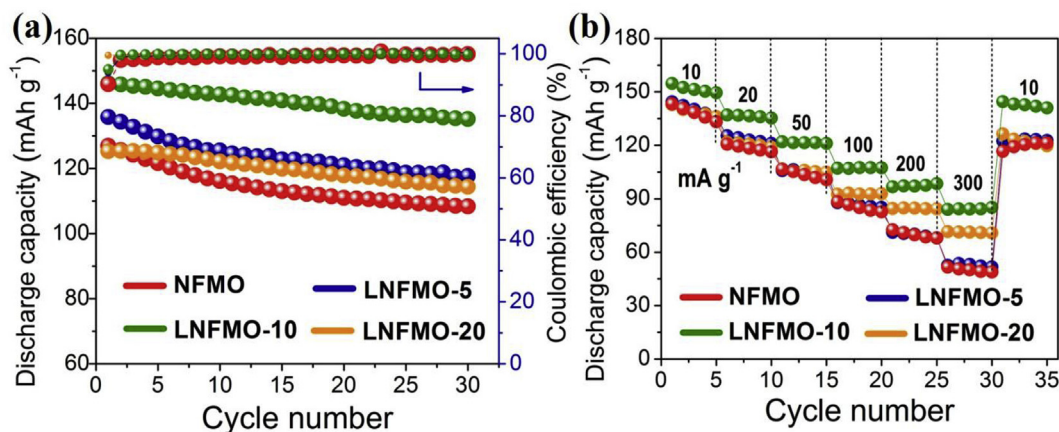 (a)
160
140
120
100
80
60
Discharge capacity (mAh g⁻¹)
NFMO
LNFMO-5
LNFMO-10
LNFMO-20
0 5 10 15 20 25 30
Cycle number
100
80
60
40
20
0
Coulombic efficiency (%)
(b)
180
150
120
90
60
30
0
Discharge capacity (mAh g⁻¹)
10 20 50 100 200 300 10
mA g⁻¹
NFMO
LNFMO-5
LNFMO-10
LNFMO-20
0 5 10 15 20 25 30 35
Cycle number